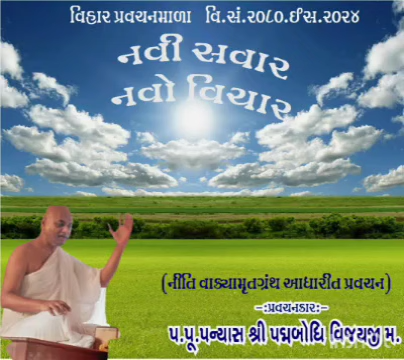 વિહાર પ્રવચનમાળા વિ.સં.૨૦૮૦.ઈસ.૨૦૨૪
નવી સવાર
નવો વિચાર
(નીતિ વાક્યામૃતગ્રંથ આધારીત પ્રવચન)
-:પ્રવચનકાર:-
પ.પૂ.પન્યાસ શ્રી પદ્મબોધિ વિજયજી મ.